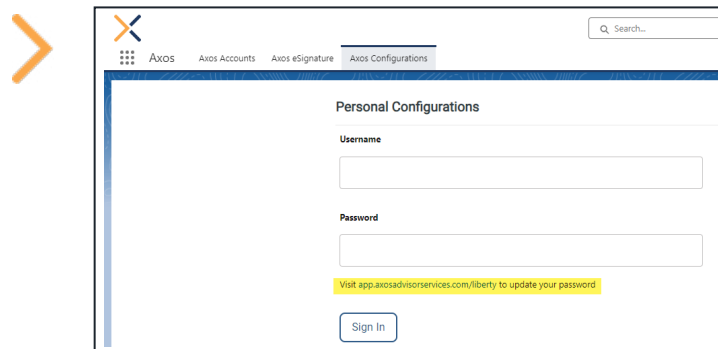 Search...
Axos Axos Accounts Axos eSignature Axos Configurations
Personal Configurations
Username
Password
Visit app.axosadvisorservices.com/liberty to update your password
Sign In